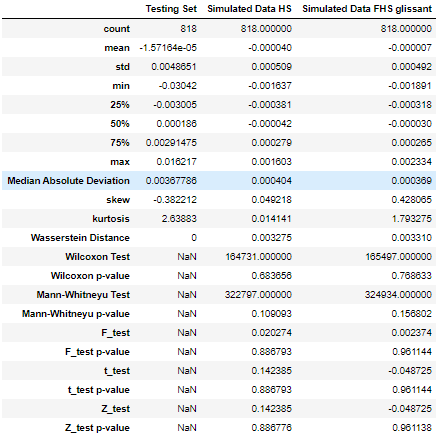 Testing Set Simulated Data HS Simulated Data FHS glissant
count 818 818.000000 818.000000
mean -1.57164e-05 -0.000040 -0.000007
std 0.0048651 0.000509 0.000492
min -0.03042 -0.001637 -0.001891
25% -0.003005 -0.000381 -0.000318
50% 0.000186 -0.000042 -0.000030
75% 0.00291475 0.000279 0.000265
max 0.016217 0.001603 0.002334
Median Absolute Deviation 0.00367786 0.000404 0.000369
skew -0.382212 0.049218 0.428065
kurtosis 2.63883 0.014141 1.793275
Wasserstein Distance 0 0.003275 0.003310
Wilcoxon Test NaN 164731.000000 165497.000000
Wilcoxon p-value NaN 0.683656 0.768633
Mann-Whitneyu Test NaN 322797.000000 324934.000000
Mann-Whitneyu p-value NaN 0.109093 0.156802
F_test NaN 0.020274 0.002374
F_test p-value NaN 0.886793 0.961144
t_test NaN 0.142385 -0.048725
t_test p-value NaN 0.886793 0.961144
Z_test NaN 0.142385 -0.048725
Z_test p-value NaN 0.886776 0.961138